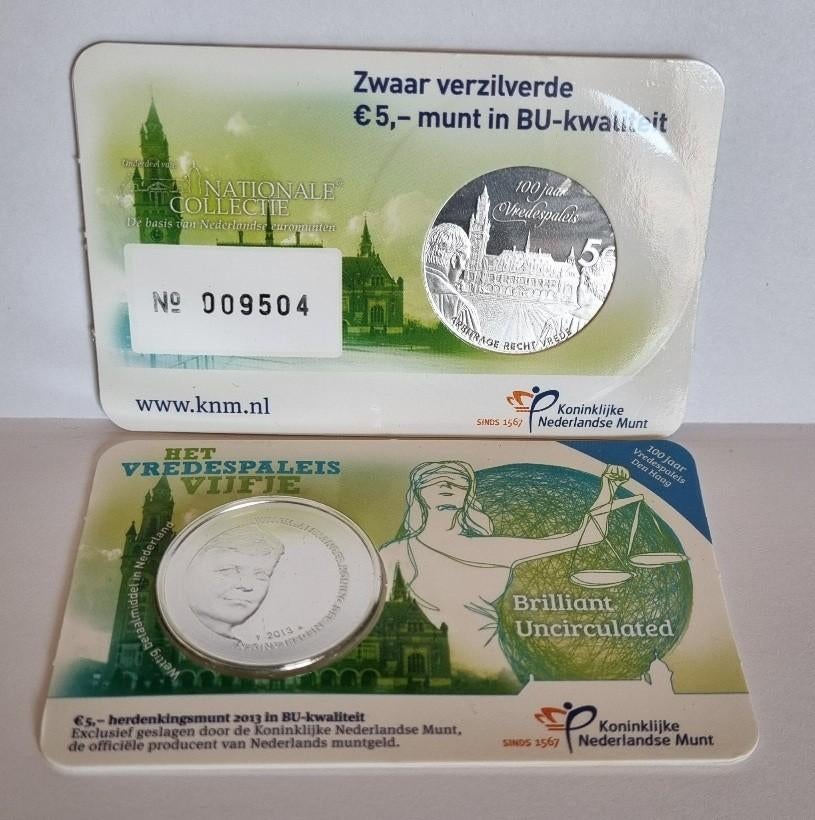 Zwaar verzilverde
€ 5,– munt in BU-kwaliteit
Onderdeel van
NATIONALE
COLLECTIE
De basis van Nederlandse euromunten
Nº 009504
100 jaar
Vredespaleis
5
ARBITRAGE RECHT VREDE
www.knm.nl
SINDS 1567
Koninklijke
Nederlandse Munt
HET
VREDESPALEIS
VIJFJE
100 jaar
Vredespaleis
Den Haag
Wettig betaalmiddel in Nederland
2013
Brilliant
Uncirculated
€ 5,– herdenkingsmunt 2013 in BU-kwaliteit
Exclusief geslagen door de Koninklijke Nederlandse Munt,
de officiële producent van Nederlands muntgeld.
SINDS 1567
Koninklijke
Nederlandse Munt